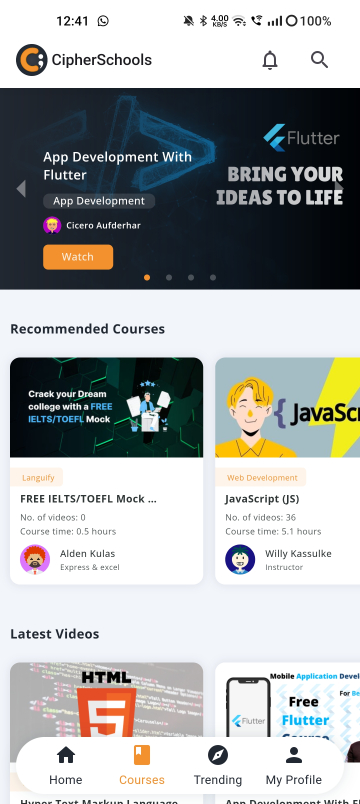 12:41
4.00
KB/S
100%
CipherSchools
App Development With
Flutter
App Development
Cicero Aufderhar
Watch
Flutter
BRING YOUR
IDEAS TO LIFE
Recommended Courses
Crack your Dream
college with a FREE
IELTS/TOEFL Mock
Languify
FREE IELTS/TOEFL Mock ...
No. of videos: 0
Course time: 0.5 hours
Alden Kulas
Express & excel
{ JavaScr
Web Development
JavaScript (JS)
No. of videos: 36
Course time: 5.1 hours
Willy Kassulke
Instructor
Latest Videos
HTML
5
Mobile Application Devel
For Be
Free
Flutter
Course
Flutter
Hyper Text Markup Language
App Development With Fl
Home
Courses
Trending
My Profile